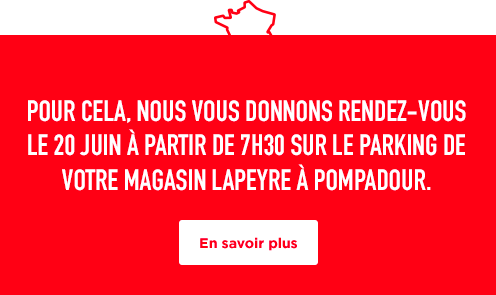 POUR CELA, NOUS VOUS DONNONS RENDEZ-VOUS
LE 20 JUIN À PARTIR DE 7H30 SUR LE PARKING DE
VOTRE MAGASIN LAPEYRE À POMPADOUR.
En savoir plus